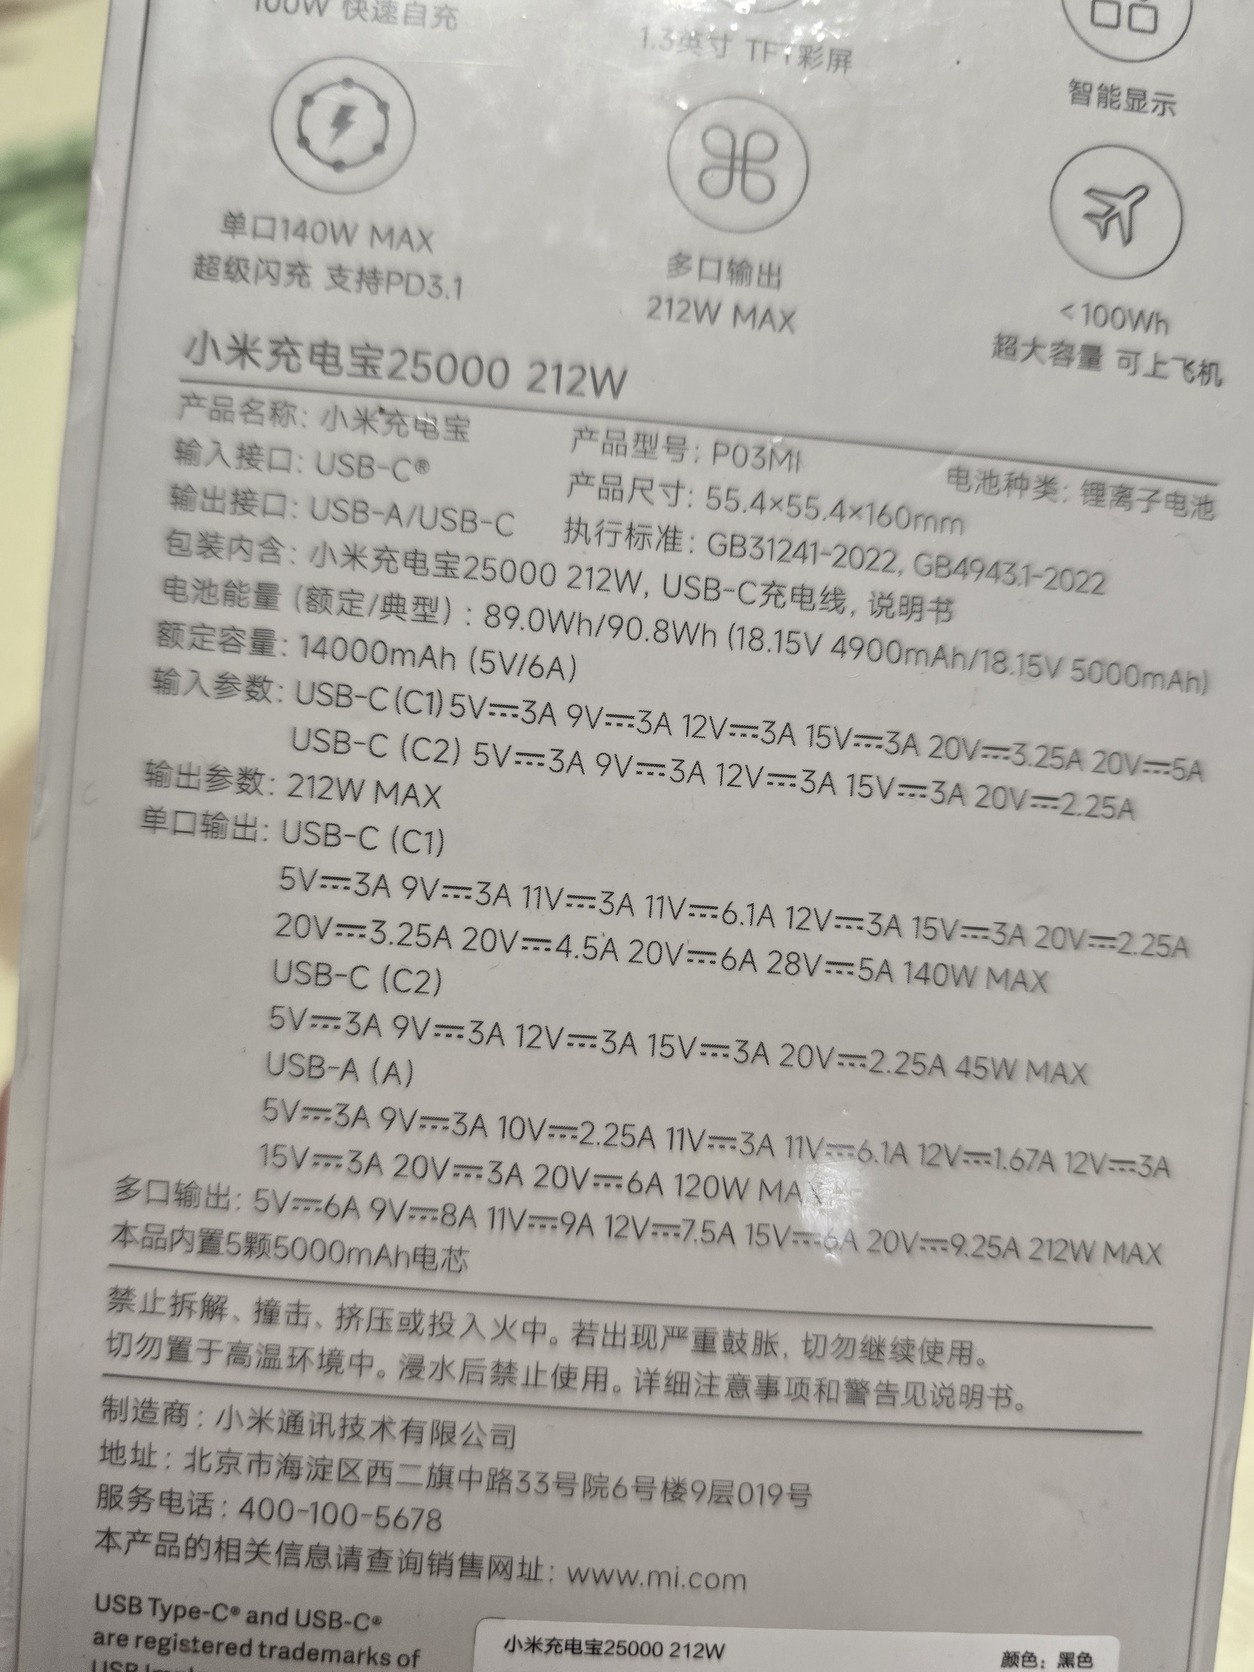 100W 快速自充
1.3英寸 TFT彩屏
智能显示
单口140W MAX
超级闪充 支持PD3.1
多口输出
212W MAX
<100Wh
超大容量 可上飞机
小米充电宝25000 212W
产品名称: 小米充电宝 产品型号: P03MI 电池种类: 锂离子电池
输入接口: USB-C® 产品尺寸: 55.4×55.4×160mm
输出接口: USB-A/USB-C 执行标准: GB31241-2022, GB4943.1-2022
包装内含: 小米充电宝25000 212W, USB-C充电线, 说明书
电池能量 (额定/典型) : 89.0Wh/90.8Wh (18.15V 4900mAh/18.15V 5000mAh)
额定容量: 14000mAh (5V/6A)
输入参数: USB-C (C1) 5V⎓3A 9V⎓3A 12V⎓3A 15V⎓3A 20V⎓3.25A 20V⎓5A
USB-C (C2) 5V⎓3A 9V⎓3A 12V⎓3A 15V⎓3A 20V⎓2.25A
输出参数: 212W MAX
单口输出: USB-C (C1)
5V⎓3A 9V⎓3A 11V⎓3A 11V⎓6.1A 12V⎓3A 15V⎓3A 20V⎓2.25A
20V⎓3.25A 20V⎓4.5A 20V⎓6A 28V⎓5A 140W MAX
USB-C (C2)
5V⎓3A 9V⎓3A 12V⎓3A 15V⎓3A 20V⎓2.25A 45W MAX
USB-A (A)
5V⎓3A 9V⎓3A 10V⎓2.25A 11V⎓3A 11V⎓6.1A 12V⎓1.67A 12V⎓3A
15V⎓3A 20V⎓3A 20V⎓6A 120W MAX
多口输出: 5V⎓6A 9V⎓8A 11V⎓9A 12V⎓7.5A 15V⎓6A 20V⎓9.25A 212W MAX
本品内置5颗5000mAh电芯
禁止拆解、撞击、挤压或投入火中。若出现严重鼓胀, 切勿继续使用。
切勿置于高温环境中。浸水后禁止使用。详细注意事项和警告见说明书。
制造商: 小米通讯技术有限公司
地址: 北京市海淀区西二旗中路33号院6号楼9层019号
服务电话: 400-100-5678
本产品的相关信息请查询销售网址: www.mi.com
USB Type-C® and USB-C®
are registered trademarks of
小米充电宝25000 212W 颜色: 黑色